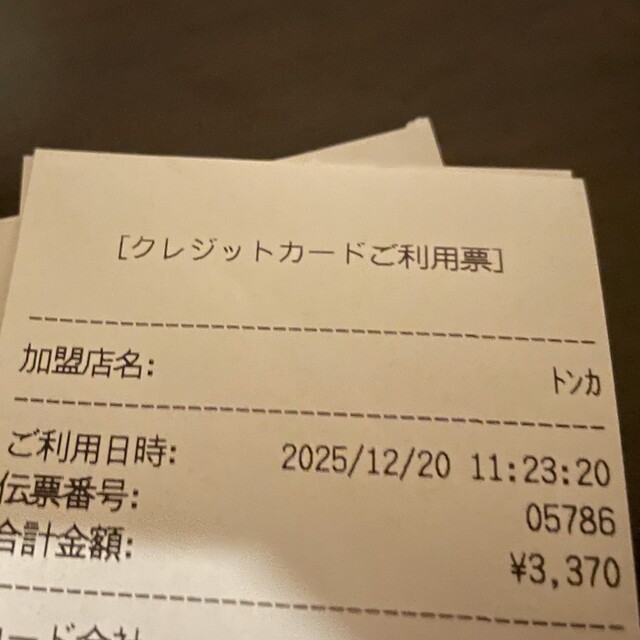 [クレジットカードご利用票]
加盟店名:
ﾄﾝｶ
ご利用日時: 2025/12/20 11:23:20
伝票番号: 05786
合計金額: ¥3,370